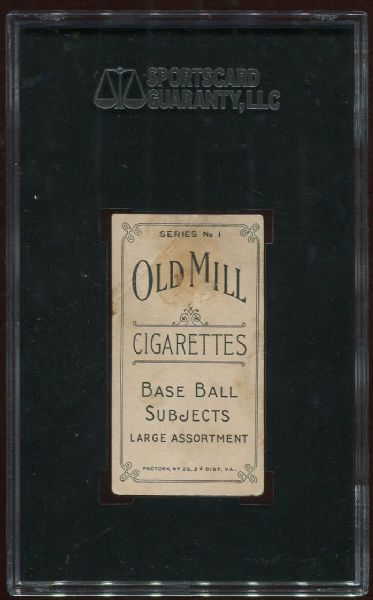 SPORTSCARD
GUARANTY, LLC
SERIES No 1
OLD MILL
CIGARETTES
BASE BALL
SUBJECTS
LARGE ASSORTMENT
FACTORY, No 25, 2d DIST. VA.